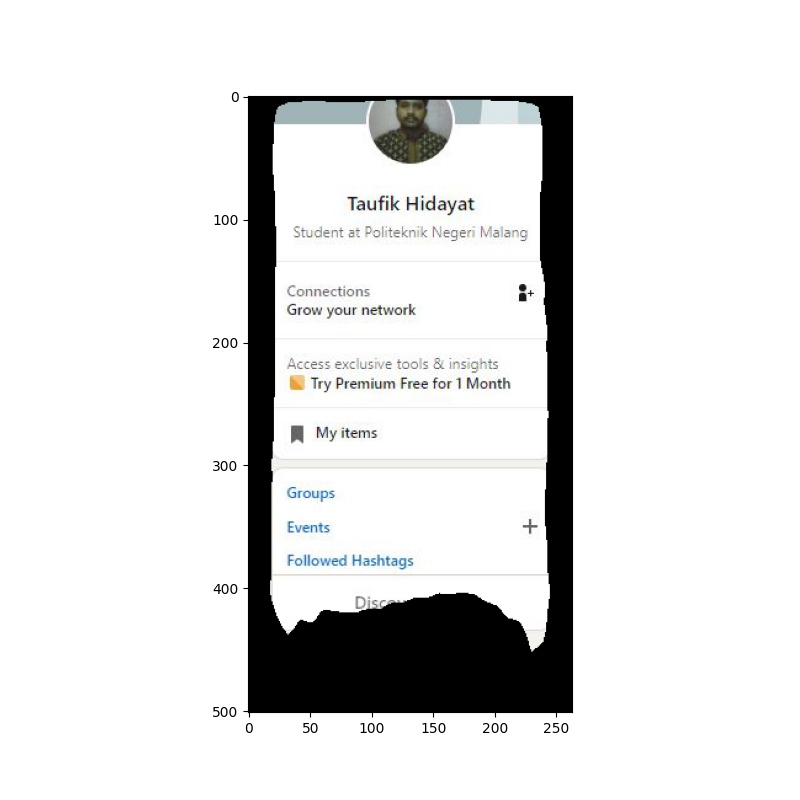 0
Taufik Hidayat
100
Student at Politeknik Negeri Malang
Connections
Grow your network
200
Access exclusive tools & insights
Try Premium Free for 1 Month
My items
300
Groups
Events
Followed Hashtags
400
500
0 50 100 150 200 250